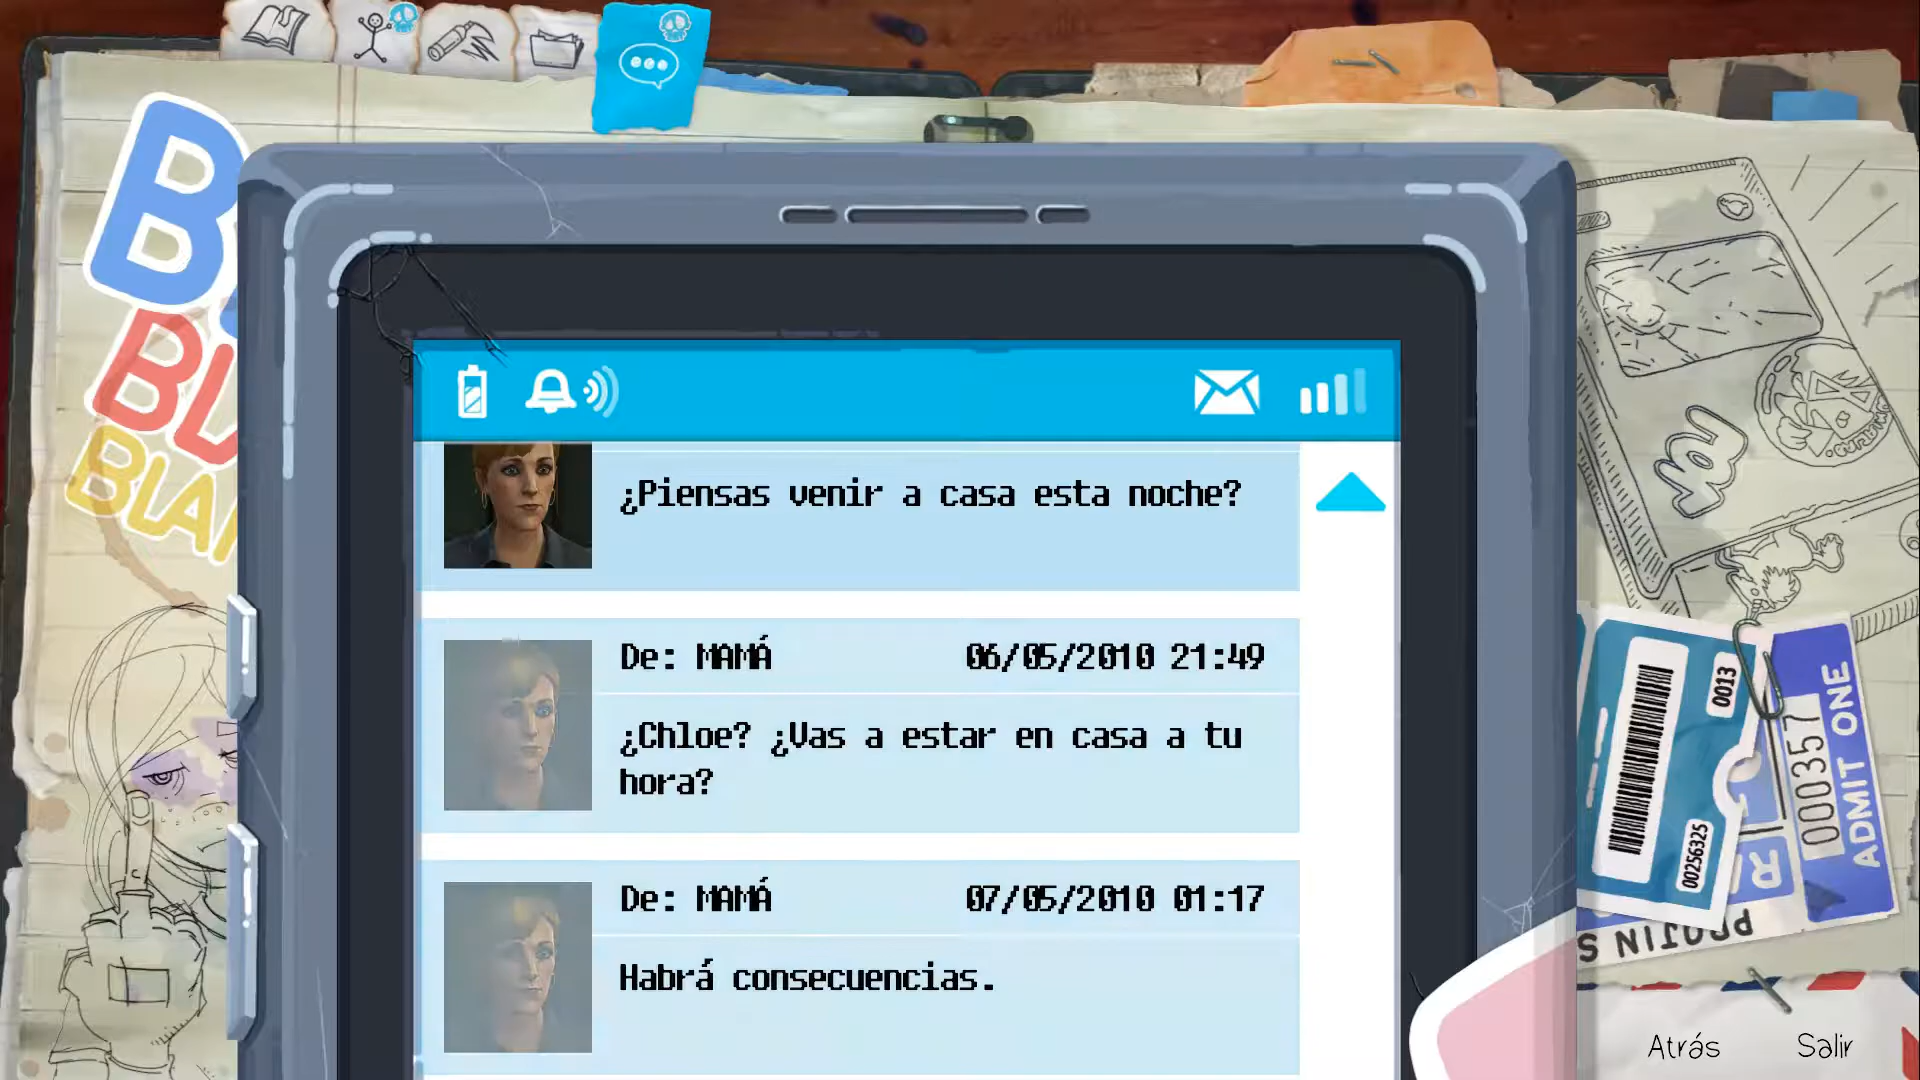 ¿Piensas venir a casa esta noche?
De: MAMÁ 06/05/2010 21:49
¿Chloe? ¿Vas a estar en casa a tu
hora?
De: MAMÁ 07/05/2010 01:17
Habrá consecuencias.
0013
00256325
000357
ADMIT ONE
Atrás Salir